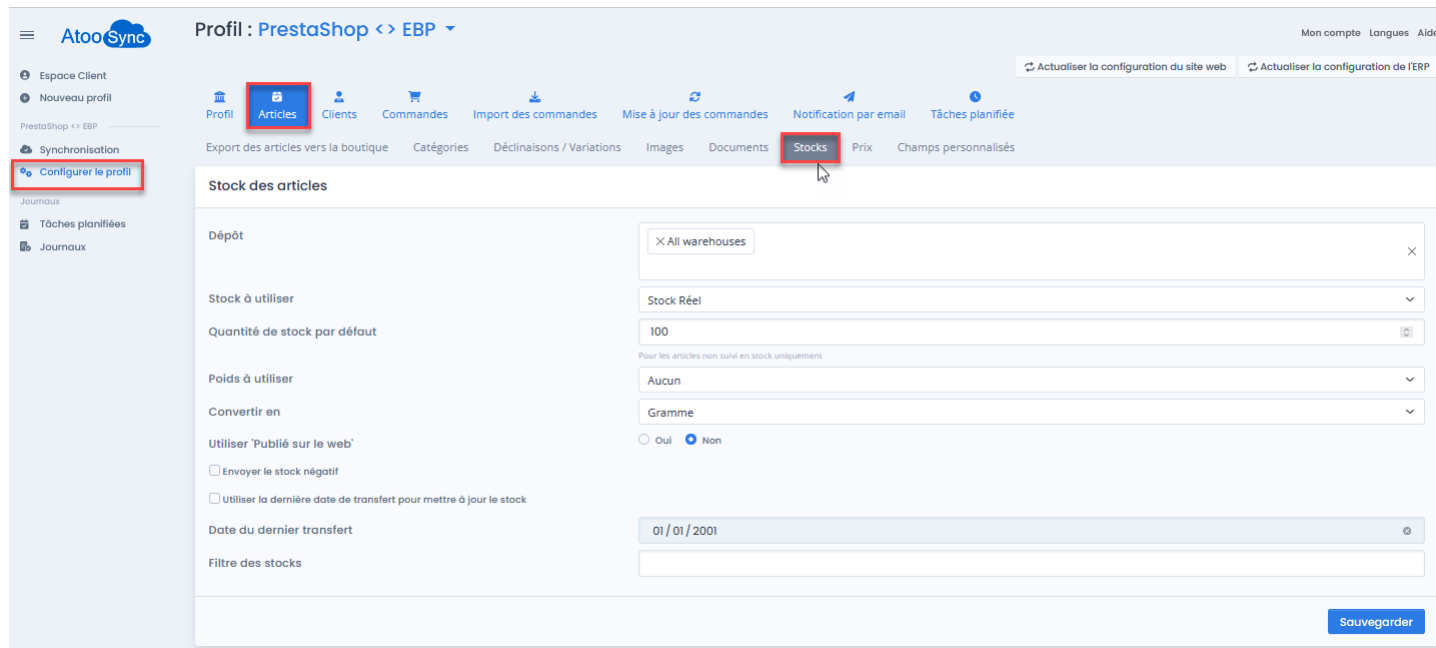 AtooSync
Profil : PrestaShop <> EBP
Mon compte Langues Aide
Actualiser la configuration du site web Actualiser la configuration de l'ERP
Espace Client
Nouveau profil
PrestaShop <> EBP
Synchronisation
Configurer le profil
Journaux
Tâches planifiées
Journaux
Profil Articles Clients Commandes Import des commandes Mise à jour des commandes Notification par email Tâches planifiée
Export des articles vers la boutique Catégories Déclinaisons / Variations Images Documents Stocks Prix Champs personnalisés
Stock des articles
Dépôt All warehouses
Stock à utiliser Stock Réel
Quantité de stock par défaut 100
Pour les articles non suivi en stock uniquement
Poids à utiliser Aucun
Convertir en Gramme
Utiliser 'Publié sur le web' Oui Non
Envoyer le stock négatif
Utiliser la dernière date de transfert pour mettre à jour le stock
Date du dernier transfert 01/01/2001
Filtre des stocks
Sauvegarder